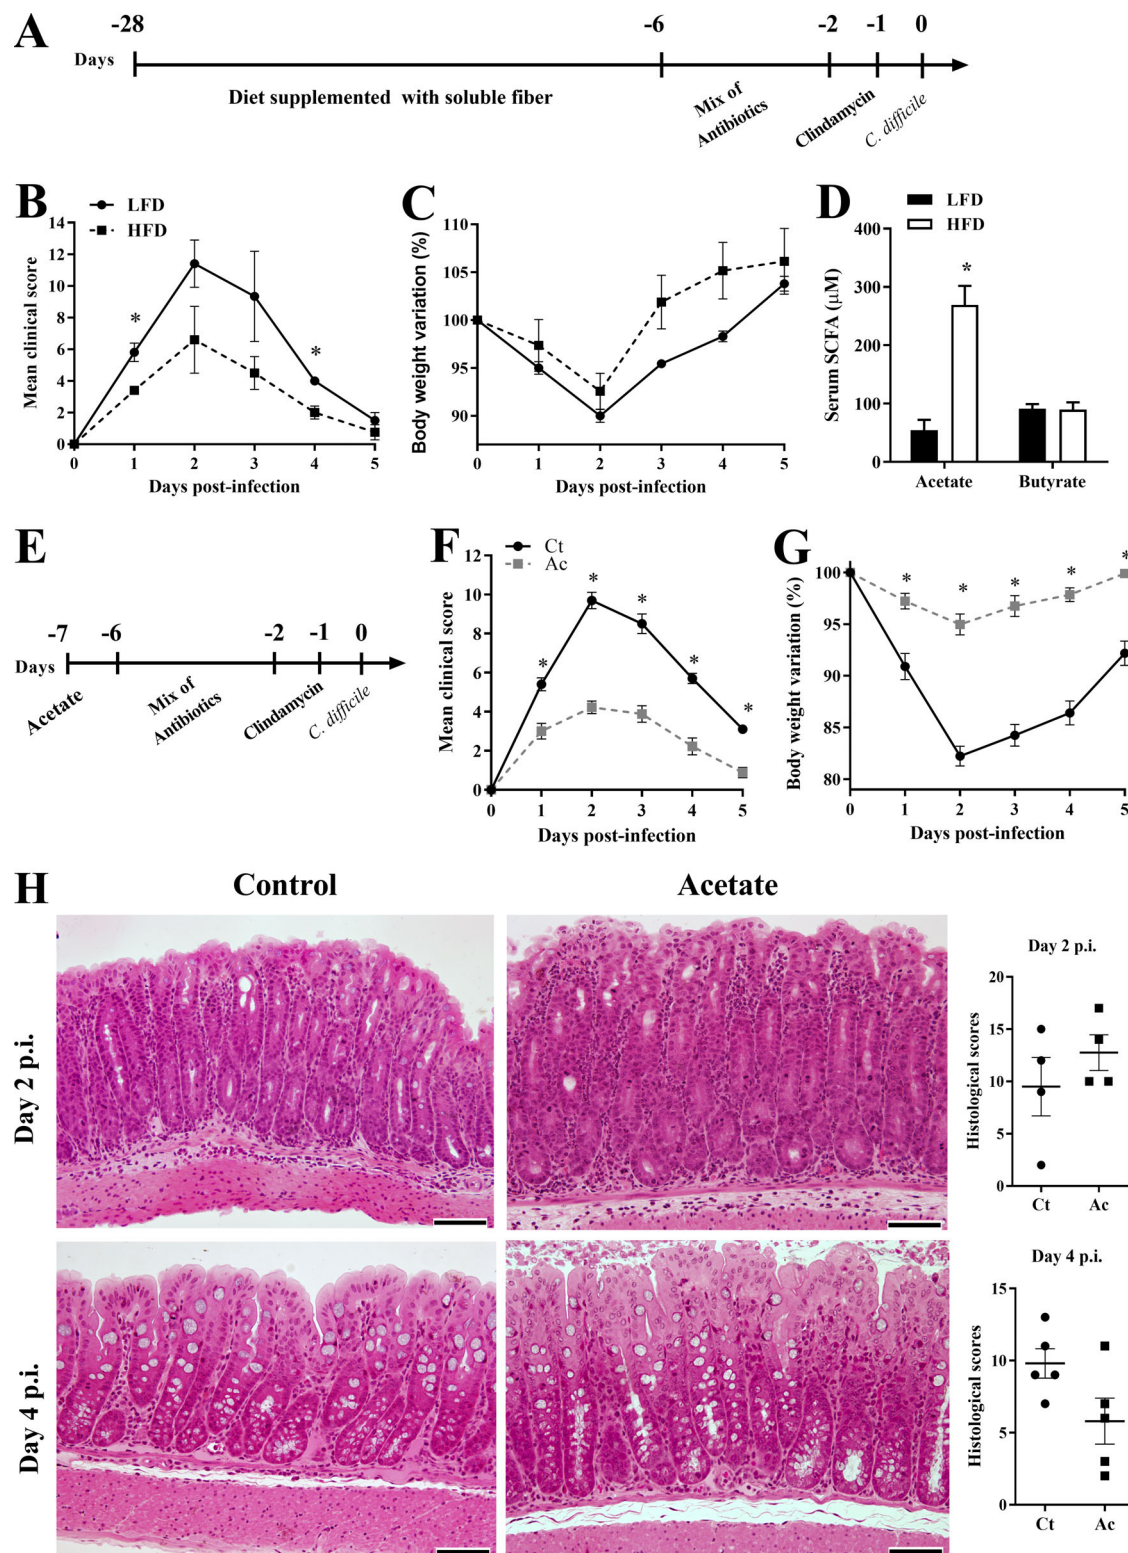 A
-28
-6
-2
-1
0
Days
Diet supplemented with soluble fiber
Mix of
Antibiotics
Clindamycin
C. difficile
B
LFD
HFD
14
12
10
8
6
4
2
0
Mean clinical score
0
1
2
3
4
5
*
*
Days post-infection
C
110
105
100
95
90
Body weight variation (%)
0
1
2
3
4
5
Days post-infection
D
LFD
HFD
400
300
200
100
0
Serum SCFA (μM)
*
Acetate
Butyrate
E
-7
-6
-2
-1
0
Days
Acetate
Mix of
Antibiotics
Clindamycin
C. difficile
F
Ct
Ac
12
10
8
6
4
2
0
Mean clinical score
*
*
*
*
*
0
1
2
3
4
5
Days post-infection
G
100
95
90
85
80
Body weight variation (%)
*
*
*
*
*
0
1
2
3
4
5
Days post-infection
H
Control
Acetate
Day 2 p.i.
Day 2 p.i.
20
15
10
5
0
Histological scores
Ct
Ac
Day 4 p.i.
Day 4 p.i.
15
10
5
0
Histological scores
Ct
Ac